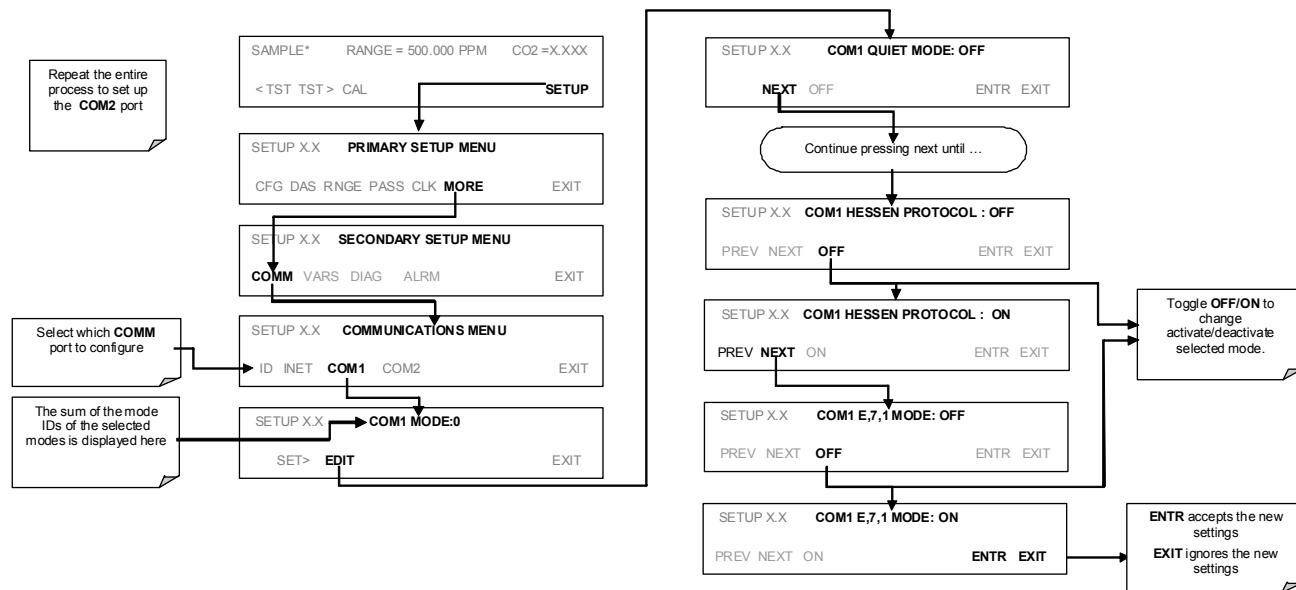 Repeat the entire
process to set up
the COM2 port
SAMPLE* RANGE = 500.000 PPM CO2 =X.XXX
< TST TST > CAL SETUP
SETUP X.X PRIMARY SETUP MENU
CFG DAS RNGE PASS CLK MORE EXIT
SETUP X.X SECONDARY SETUP MENU
COMM VARS DIAG ALRM EXIT
Select which COMM
port to configure
SETUP X.X COMMUNICATIONS MENU
ID INET COM1 COM2 EXIT
The sum of the mode
IDs of the selected
modes is displayed here
SETUP X.X COM1 MODE:0
SET> EDIT EXIT
SETUP X.X COM1 QUIET MODE: OFF
NEXT OFF ENTR EXIT
Continue pressing next until ...
SETUP X.X COM1 HESSEN PROTOCOL : OFF
PREV NEXT OFF ENTR EXIT
SETUP X.X COM1 HESSEN PROTOCOL : ON
PREV NEXT ON ENTR EXIT
Toggle OFF/ON to
change
activate/deactivate
selected mode.
SETUP X.X COM1 E,7,1 MODE: OFF
PREV NEXT OFF ENTR EXIT
SETUP X.X COM1 E,7,1 MODE: ON
PREV NEXT ON ENTR EXIT
ENTR accepts the new
settings
EXIT ignores the new
settings